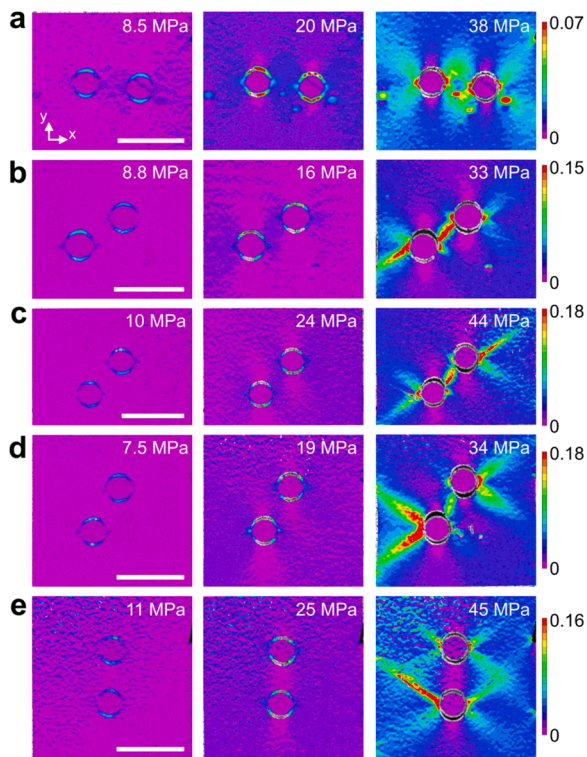 a
8.5 MPa
20 MPa
38 MPa
0.07
0
y
x
b
8.8 MPa
16 MPa
33 MPa
0.15
0
c
10 MPa
24 MPa
44 MPa
0.18
0
d
7.5 MPa
19 MPa
34 MPa
0.18
0
e
11 MPa
25 MPa
45 MPa
0.16
0